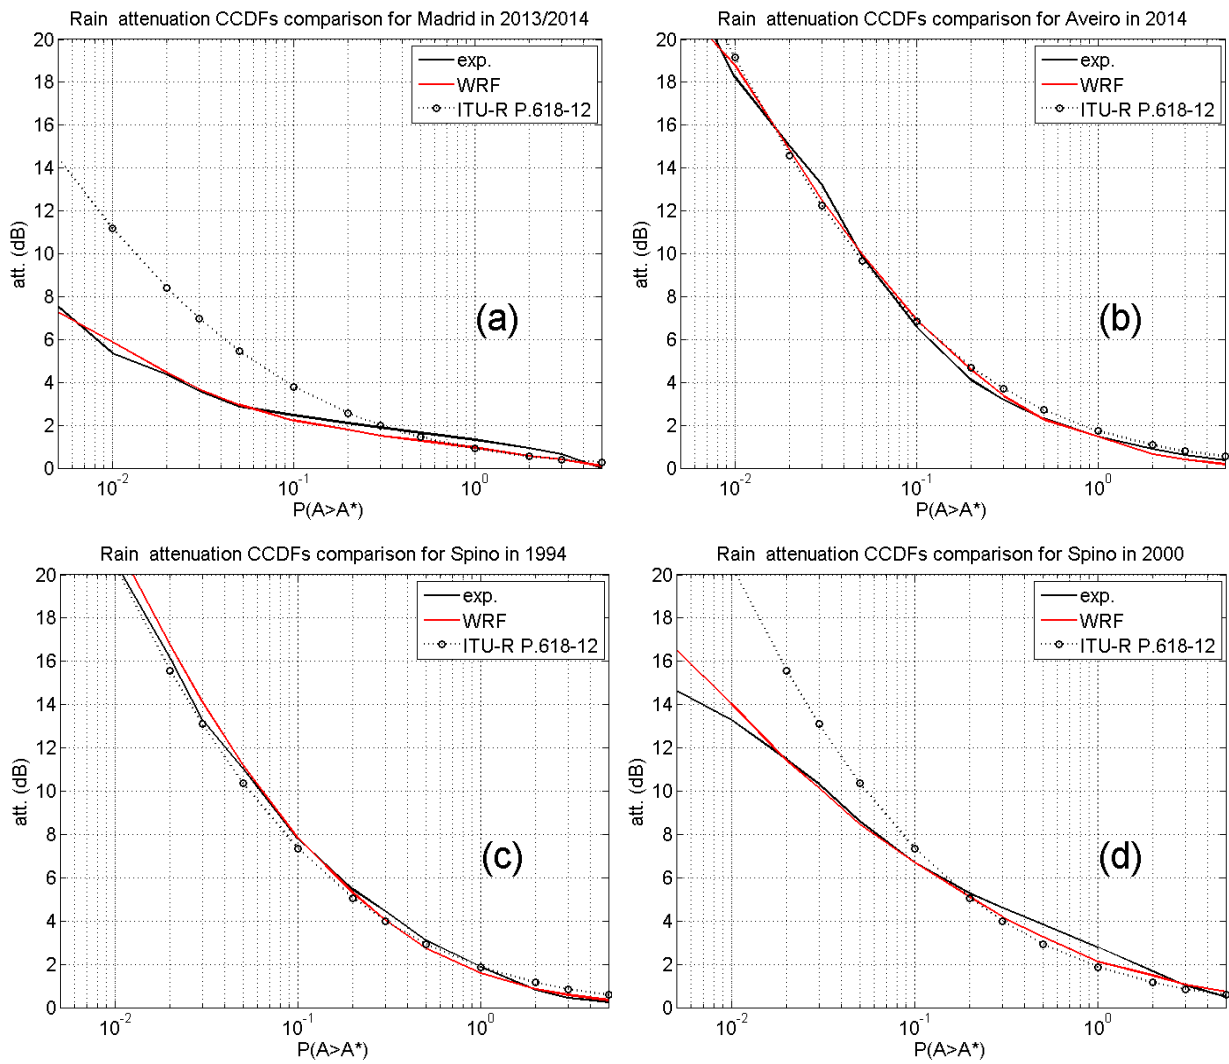 Rain attenuation CCDFs comparison for Madrid in 2013/2014
exp.
WRF
ITU-R P.618-12
20
18
16
14
12
10
8
6
4
2
0
att. (dB)
(a)
10^-2
10^-1
10^0
P(A>A*)
Rain attenuation CCDFs comparison for Aveiro in 2014
exp.
WRF
ITU-R P.618-12
20
18
16
14
12
10
8
6
4
2
0
att. (dB)
(b)
10^-2
10^-1
10^0
P(A>A*)
Rain attenuation CCDFs comparison for Spino in 1994
exp.
WRF
ITU-R P.618-12
20
18
16
14
12
10
8
6
4
2
0
att. (dB)
(c)
10^-2
10^-1
10^0
P(A>A*)
Rain attenuation CCDFs comparison for Spino in 2000
exp.
WRF
ITU-R P.618-12
20
18
16
14
12
10
8
6
4
2
0
att. (dB)
(d)
10^-2
10^-1
10^0
P(A>A*)